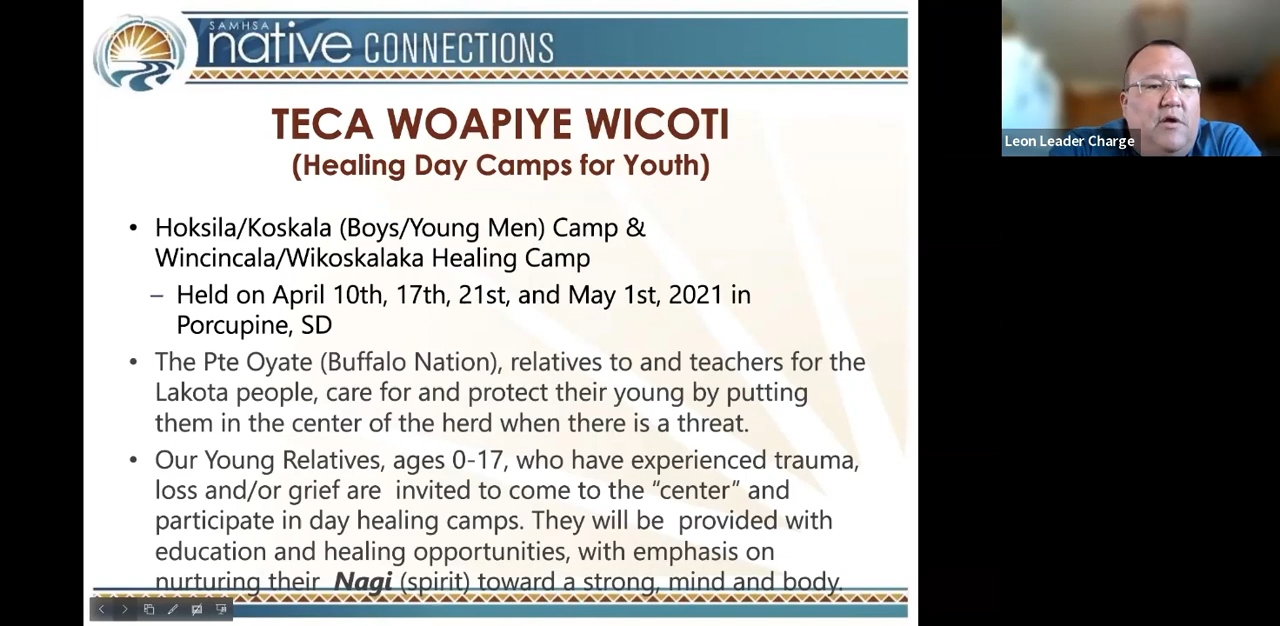 SAMHSA
native CONNECTIONS
TECA WOAPIYE WICOTI
(Healing Day Camps for Youth)
• Hoksila/Koskala (Boys/Young Men) Camp &
Wincincala/Wikoskalaka Healing Camp
– Held on April 10th, 17th, 21st, and May 1st, 2021 in
Porcupine, SD
• The Pte Oyate (Buffalo Nation), relatives to and teachers for the
Lakota people, care for and protect their young by putting
them in the center of the herd when there is a threat.
• Our Young Relatives, ages 0-17, who have experienced trauma,
loss and/or grief are invited to come to the “center” and
participate in day healing camps. They will be provided with
education and healing opportunities, with emphasis on
nurturing their Nagi (spirit) toward a strong, mind and body.
Leon Leader Charge